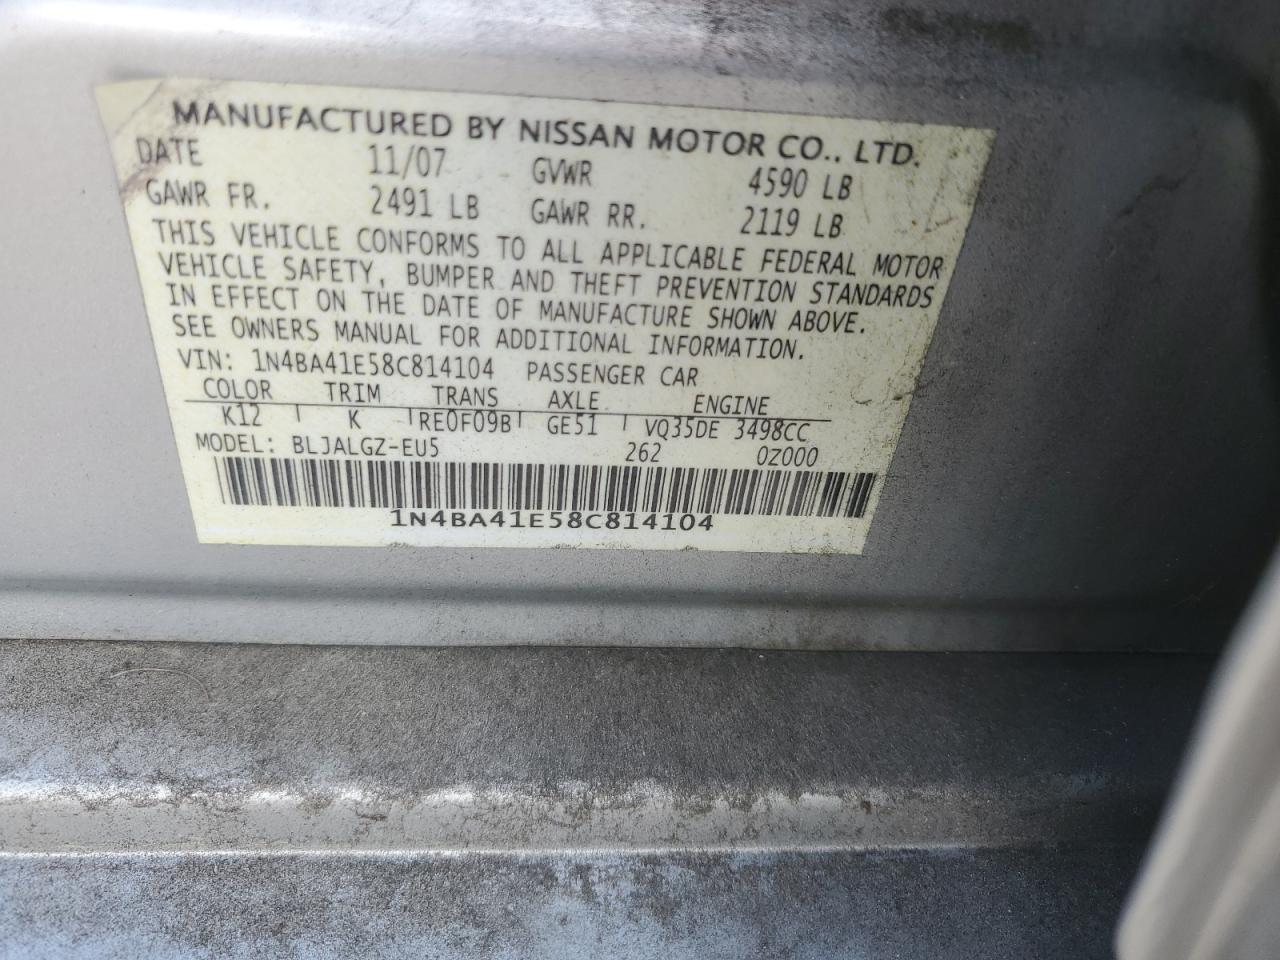 MANUFACTURED BY NISSAN MOTOR CO., LTD.
DATE 11/07 GVWR 4590 LB
GAWR FR. 2491 LB GAWR RR. 2119 LB
THIS VEHICLE CONFORMS TO ALL APPLICABLE FEDERAL MOTOR
VEHICLE SAFETY, BUMPER AND THEFT PREVENTION STANDARDS
IN EFFECT ON THE DATE OF MANUFACTURE SHOWN ABOVE.
SEE OWNERS MANUAL FOR ADDITIONAL INFORMATION.
VIN: 1N4BA41E58C814104 PASSENGER CAR
COLOR TRIM TRANS AXLE ENGINE
K12 K RE0F09B GE51 VQ35DE 3498CC
MODEL: BLJALGZ-EU5 262 0Z000
1N4BA41E58C814104